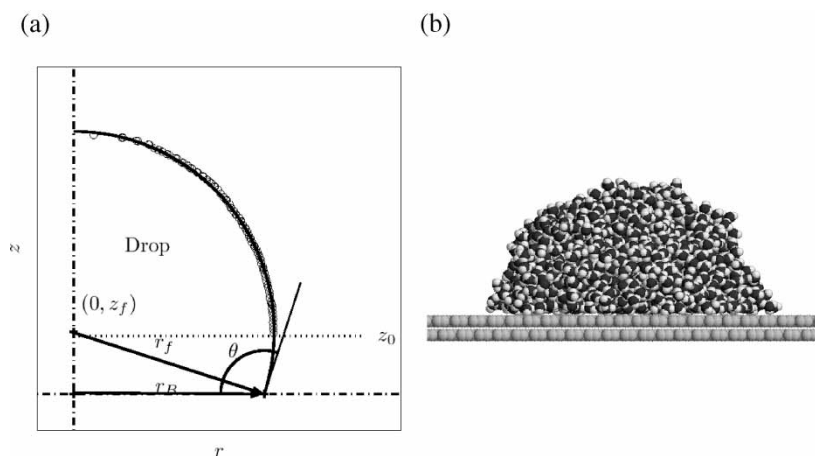 (a)
(b)
z
Drop
(0, z_f)
z_0
r_f
θ
r_B
r